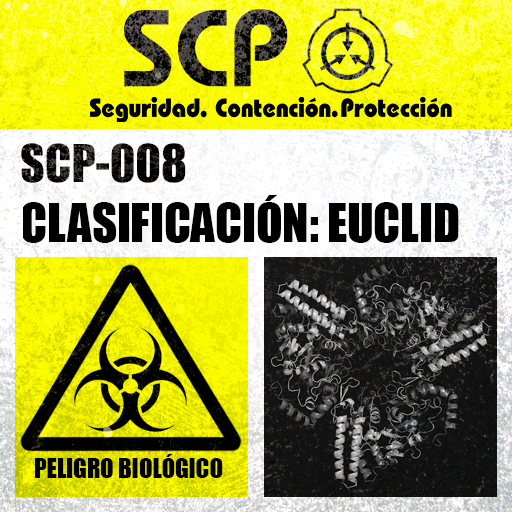 SCP
Seguridad. Contención.Protección
SCP-008
CLASIFICACIÓN: EUCLID
PELIGRO BIOLÓGICO